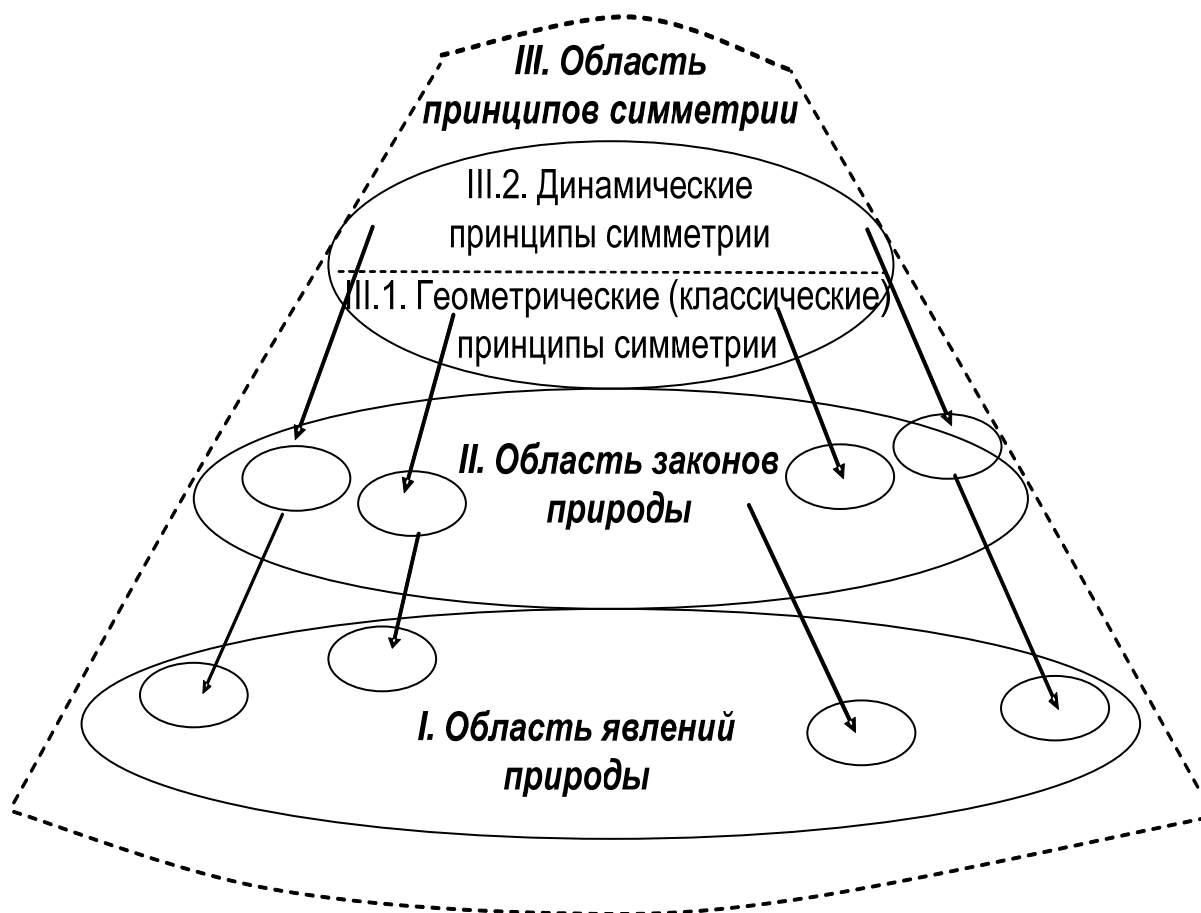 III. Область
принципов симметрии
III.2. Динамические
принципы симметрии
III.1. Геометрические (классические)
принципы симметрии
II. Область законов
природы
I. Область явлений
природы